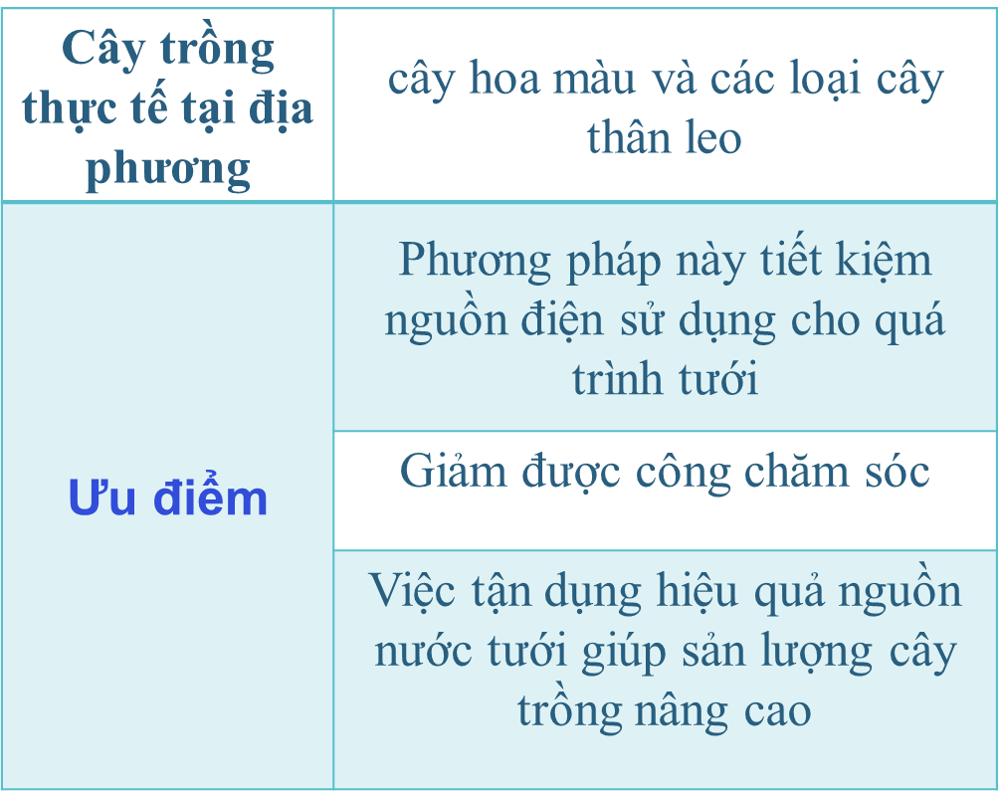 Cây trồng
thực tế tại địa
phương
cây hoa màu và các loại cây
thân leo
Ưu điểm
Phương pháp này tiết kiệm
nguồn điện sử dụng cho quá
trình tưới
Giảm được công chăm sóc
Việc tận dụng hiệu quả nguồn
nước tưới giúp sản lượng cây
trồng nâng cao